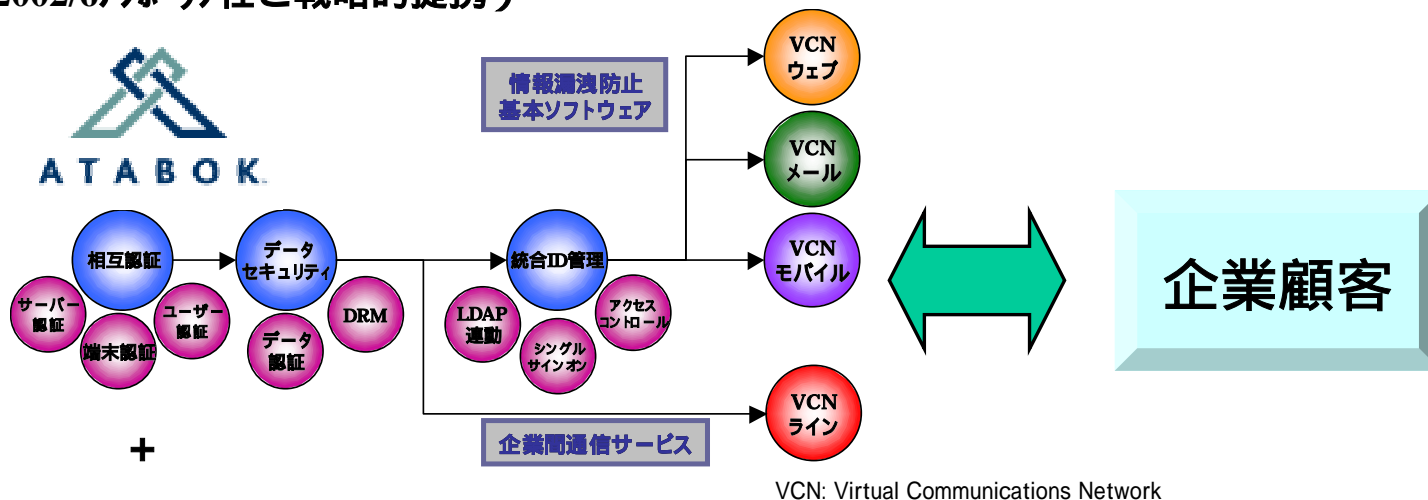 ATABOK
情報漏洩防止
基本ソフトウェア
VCN
ウェブ
VCN
メール
VCN
モバイル
相互認証
サーバー
認証
端末認証
ユーザー
認証
データ
セキュリティ
データ
認証
DRM
統合ID管理
LDAP
連動
シングル
サインオン
アクセス
コントロール
企業顧客
VCN
ライン
企業間通信サービス
+
VCN: Virtual Communications Network